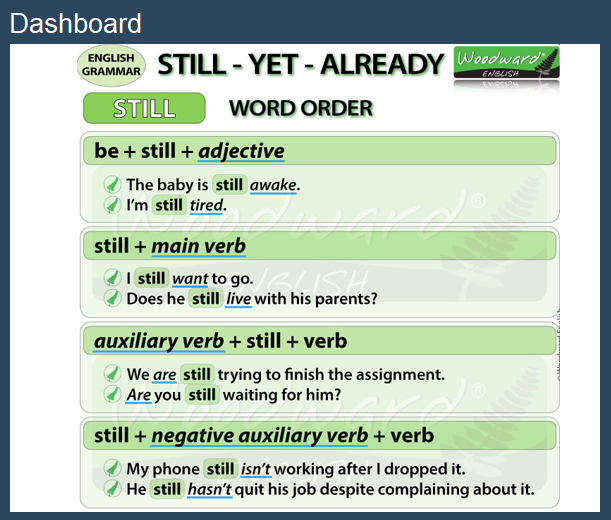 Dashboard
ENGLISH
GRAMMAR
STILL - YET - ALREADY
Woodward®
ENGLISH
STILL
WORD ORDER
be + still + adjective
The baby is still awake.
I'm still tired.
still + main verb
I still want to go.
Does he still live with his parents?
auxiliary verb + still + verb
We are still trying to finish the assignment.
Are you still waiting for him?
still + negative auxiliary verb + verb
My phone still isn't working after I dropped it.
He still hasn't quit his job despite complaining about it.
Woodward®
ENGLISH
Woodward®
ENGLISH